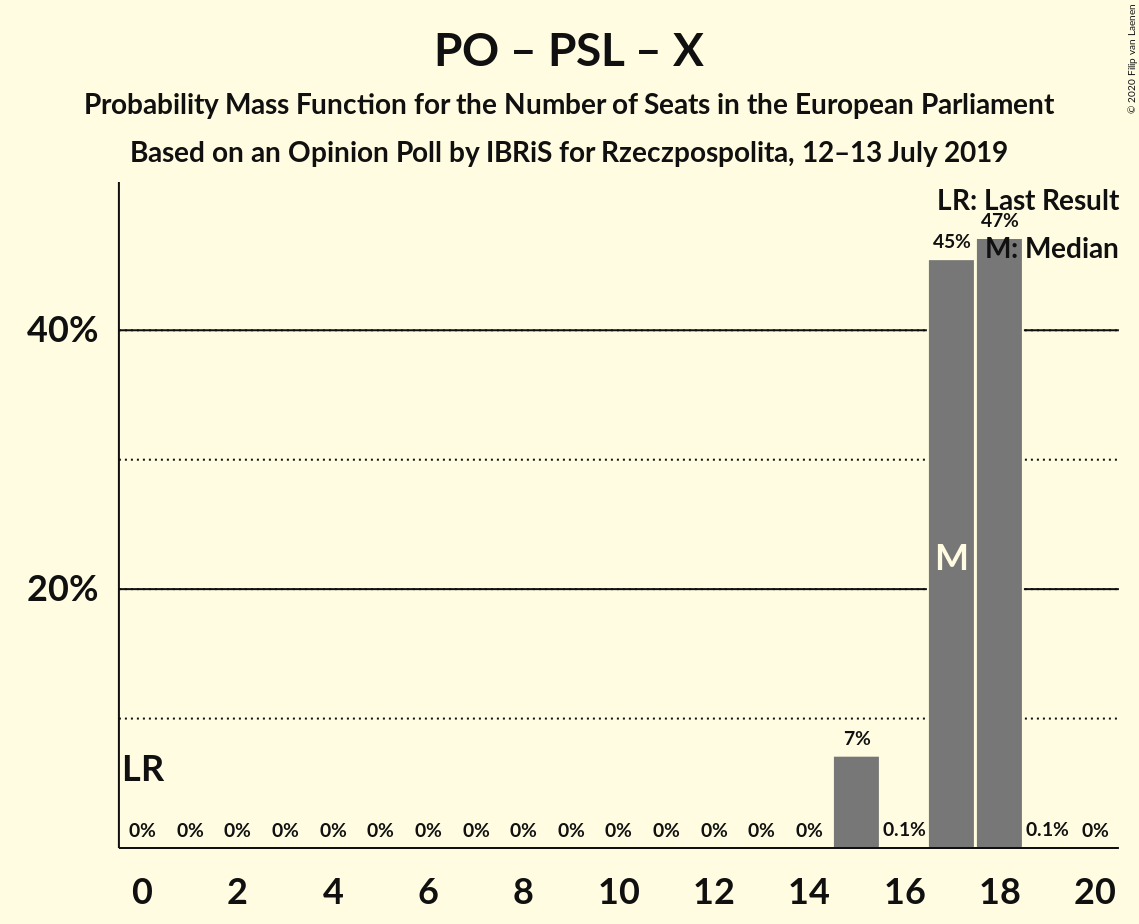 PO – PSL – X
Probability Mass Function for the Number of Seats in the European Parliament
Based on an Opinion Poll by IBRiS for Rzeczpospolita, 12–13 July 2019
© 2020 Filip van Laenen
LR: Last Result
M: Median
47%
45%
40%
M
20%
7%
LR
0% 0% 0% 0% 0% 0% 0% 0% 0% 0% 0% 0% 0% 0% 0% 0.1% 0.1% 0%
0 2 4 6 8 10 12 14 16 18 20